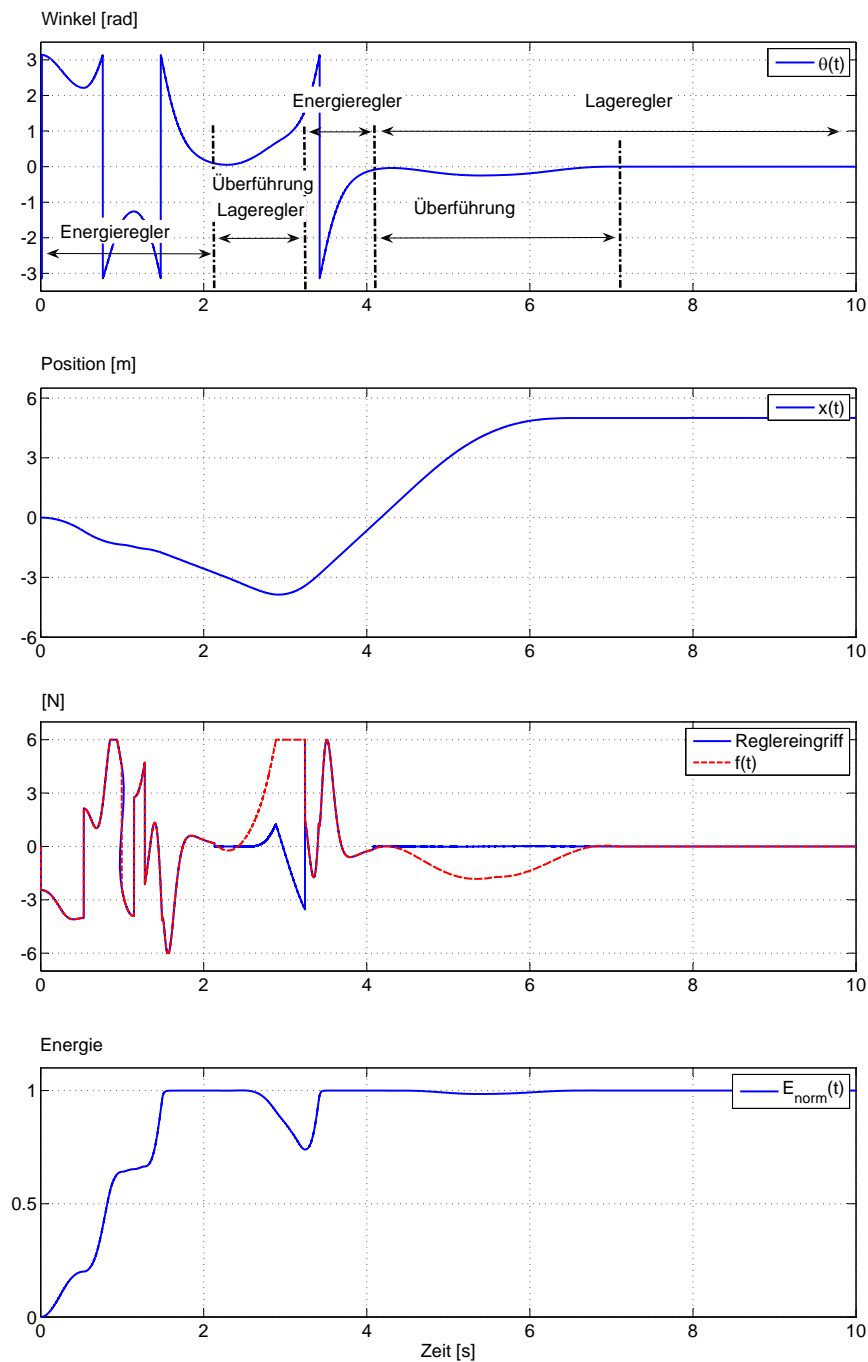 Winkel [rad]
3
2
1
0
-1
-2
-3
θ(t)
Energieregler
Lageregler
Überführung
Lageregler
Überführung
Energieregler
0
2
4
6
8
10
Position [m]
6
3
0
-3
-6
x(t)
0
2
4
6
8
10
[N]
6
3
0
-3
-6
Reglereingriff
f(t)
0
2
4
6
8
10
Energie
1
0.5
0
E_norm(t)
0
2
4
6
8
10
Zeit [s]